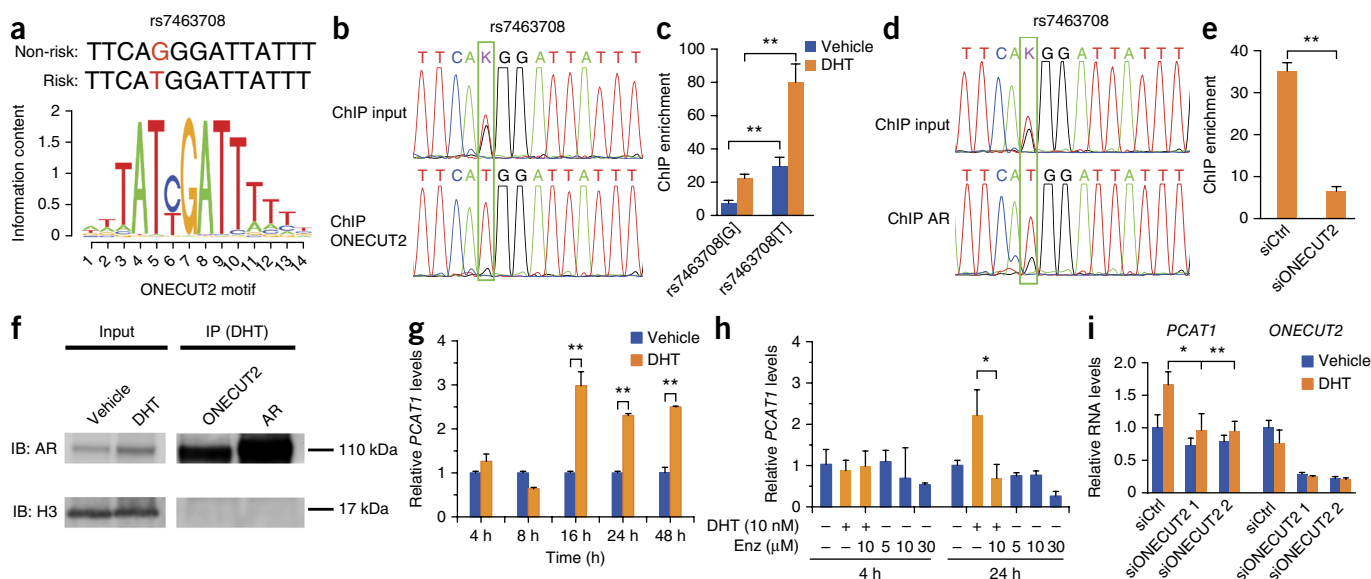 a
rs7463708
Non-risk: TTCAGGGATTATTT
Risk: TTCATGGATTATTT
Information content
2
1.5
1
0.5
0
1 2 3 4 5 6 7 8 9 10 11 12 13 14
ONECUT2 motif
b
rs7463708
T T C A K G G A T T A T T T
ChIP input
T T C A T G G A T T A T T T
ChIP ONECUT2
c
Vehicle
DHT
ChIP enrichment
100
80
60
40
20
0
**
**
rs7463708[G]
rs7463708[T]
d
rs7463708
T T C A K G G A T T A T T T
ChIP input
T T C A T G G A T T A T T T
ChIP AR
e
ChIP enrichment
40
30
20
10
0
**
siCtrl
siONECUT2
f
Input
IP (DHT)
Vehicle
DHT
ONECUT2
AR
IB: AR
110 kDa
IB: H3
17 kDa
g
Vehicle
DHT
Relative PCAT1 levels
4
3
2
1
0
**
**
**
4 h 8 h 16 h 24 h 48 h
Time (h)
h
Relative PCAT1 levels
4
3
2
1
0
*
DHT (10 nM) – + + – – – – + + – – –
Enz (μM) – – 10 5 10 30 – – 10 5 10 30
4 h
24 h
i
PCAT1
ONECUT2
Vehicle
DHT
Relative RNA levels
2.0
1.5
1.0
0.5
0
*
**
siCtrl
siONECUT2 1
siONECUT2 2
siCtrl
siONECUT2 1
siONECUT2 2